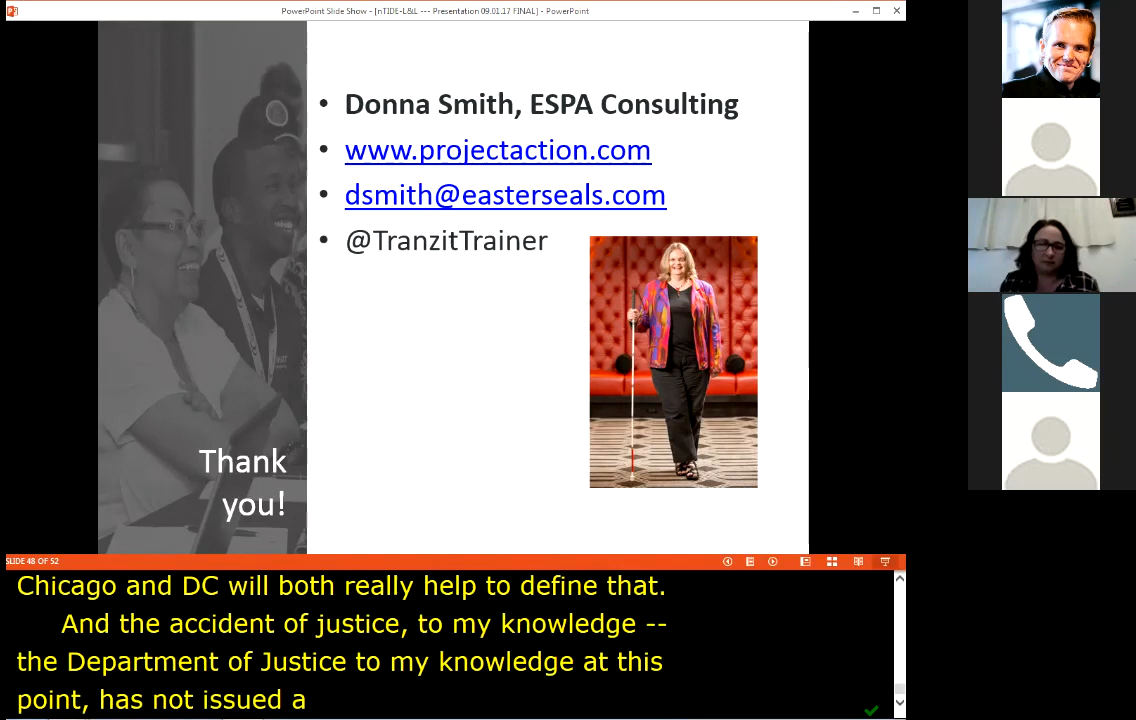 PowerPoint Slide Show - [nTIDE-L&L --- Presentation 09.01.17 FINAL] - PowerPoint
• Donna Smith, ESPA Consulting
• www.projectaction.com
• dsmith@easterseals.com
• @TranzitTrainer
Thank
you!
SLIDE 48 OF 52
Chicago and DC will both really help to define that.
And the accident of justice, to my knowledge --
the Department of Justice to my knowledge at this
point, has not issued a